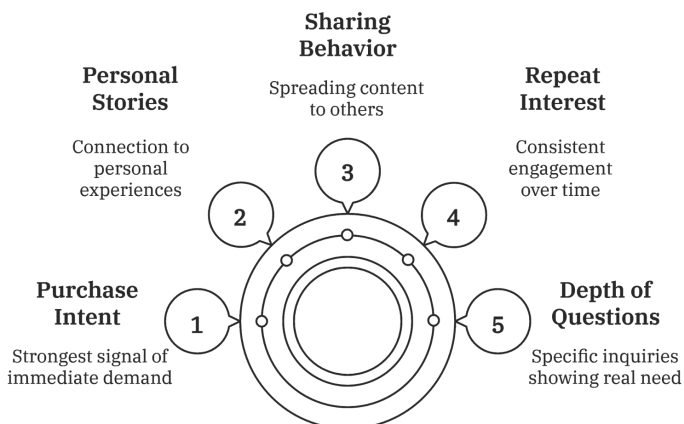 Purchase
Intent
Strongest signal of
immediate demand
1
Personal
Stories
Connection to
personal
experiences
2
Sharing
Behavior
Spreading content
to others
3
Repeat
Interest
Consistent
engagement
over time
4
Depth of
Questions
Specific inquiries
showing real need
5